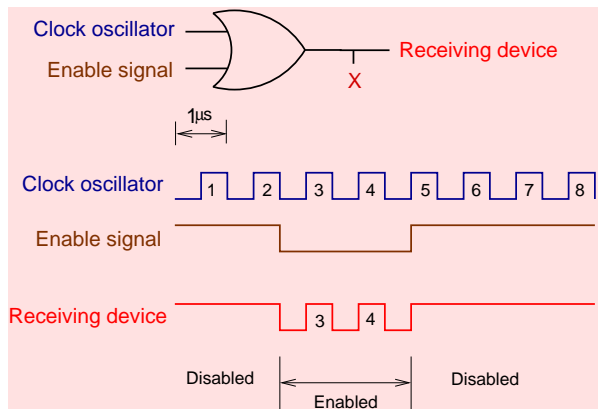 Clock oscillator
Enable signal
Receiving device
X
1μs
Clock oscillator
1 2 3 4 5 6 7 8
Enable signal
Receiving device
3 4
Disabled Disabled
Enabled